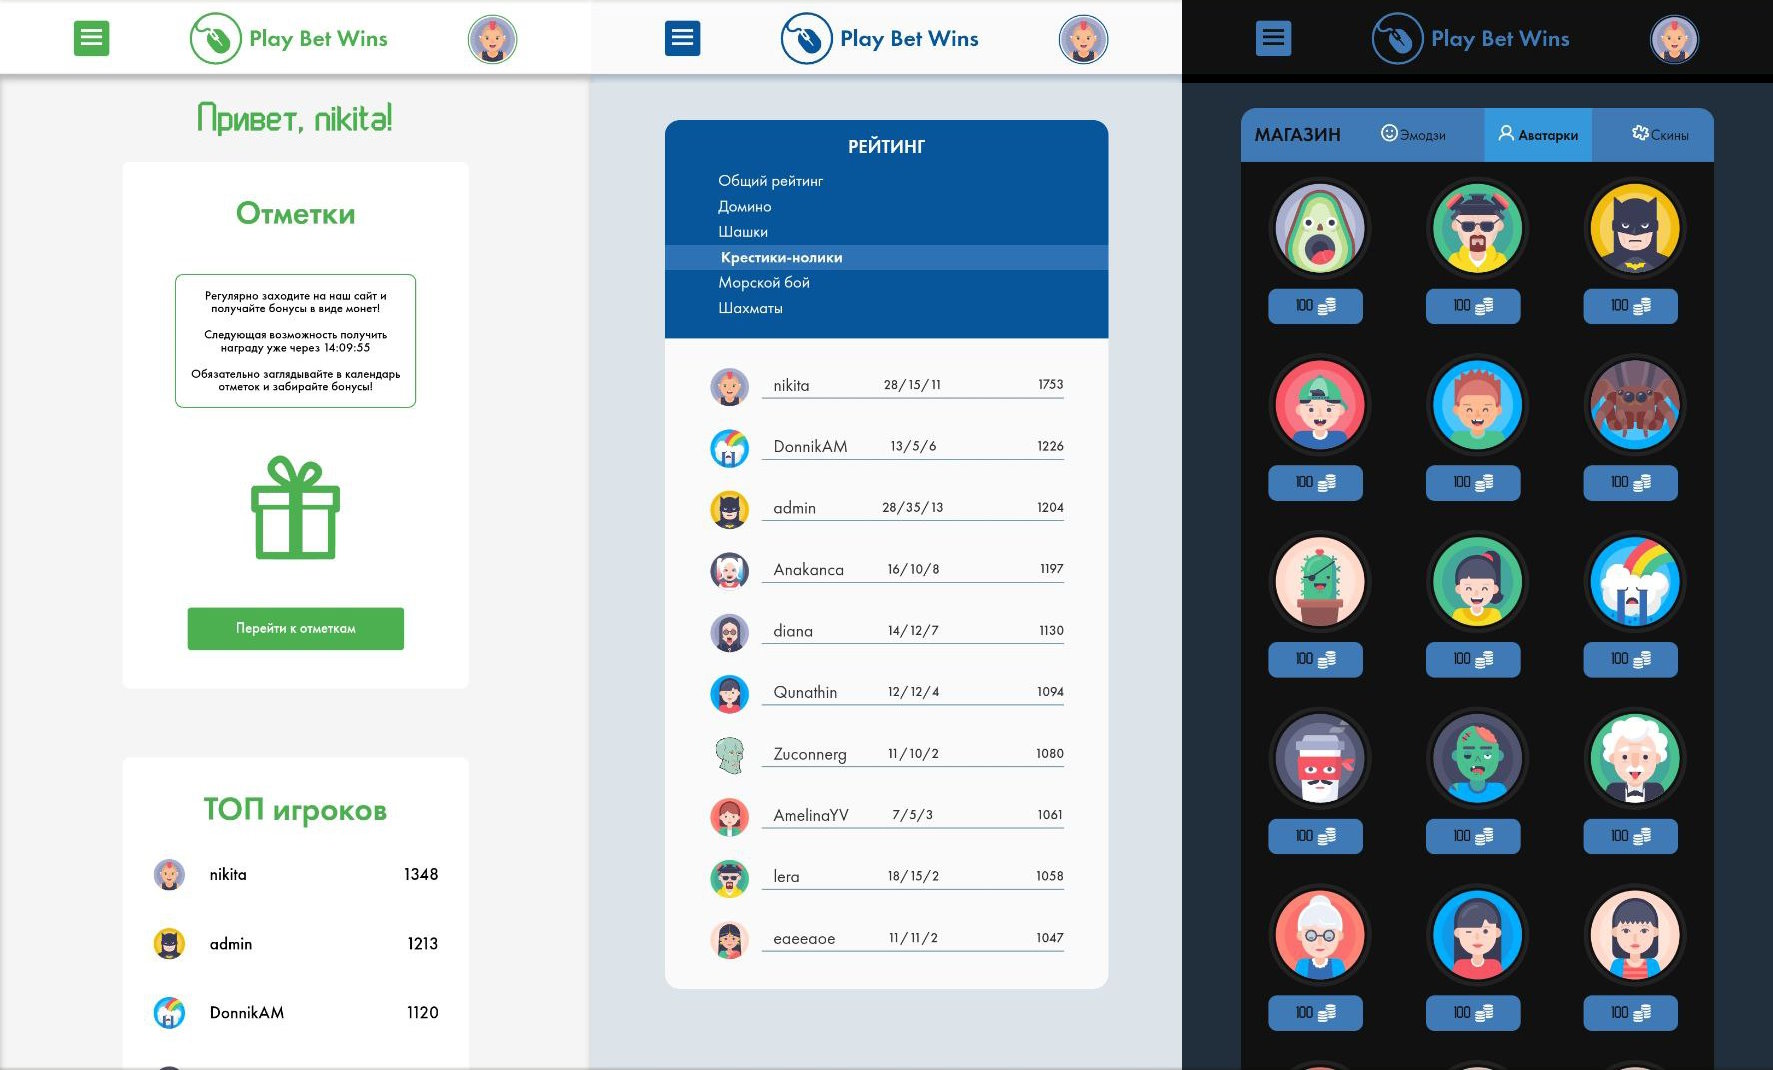 Play Bet Wins
Привет, nikita!
Отметки
Регулярно заходите на наш сайт и
получайте бонусы в виде монет!
Следующая возможность получить
награду уже через 14:09:55
Обязательно заглядывайте в календарь
отметок и забирайте бонусы!
Перейти к отметкам
ТОП игроков
nikita 1348
admin 1213
DonnikAM 1120
Play Bet Wins
РЕЙТИНГ
Общий рейтинг
Домино
Шашки
Крестики-нолики
Морской бой
Шахматы
nikita 28/15/11 1753
DonnikAM 13/5/6 1226
admin 28/35/13 1204
Anakanca 16/10/8 1197
diana 14/12/7 1130
Qunathin 12/12/4 1094
Zuconnerg 11/10/2 1080
AmelinaYV 7/5/3 1061
lera 18/15/2 1058
eaeeaoe 11/11/2 1047
Play Bet Wins
МАГАЗИН Эмодзи Аватарки Скины
100 100 100
100 100 100
100 100 100
100 100 100
100 100 100